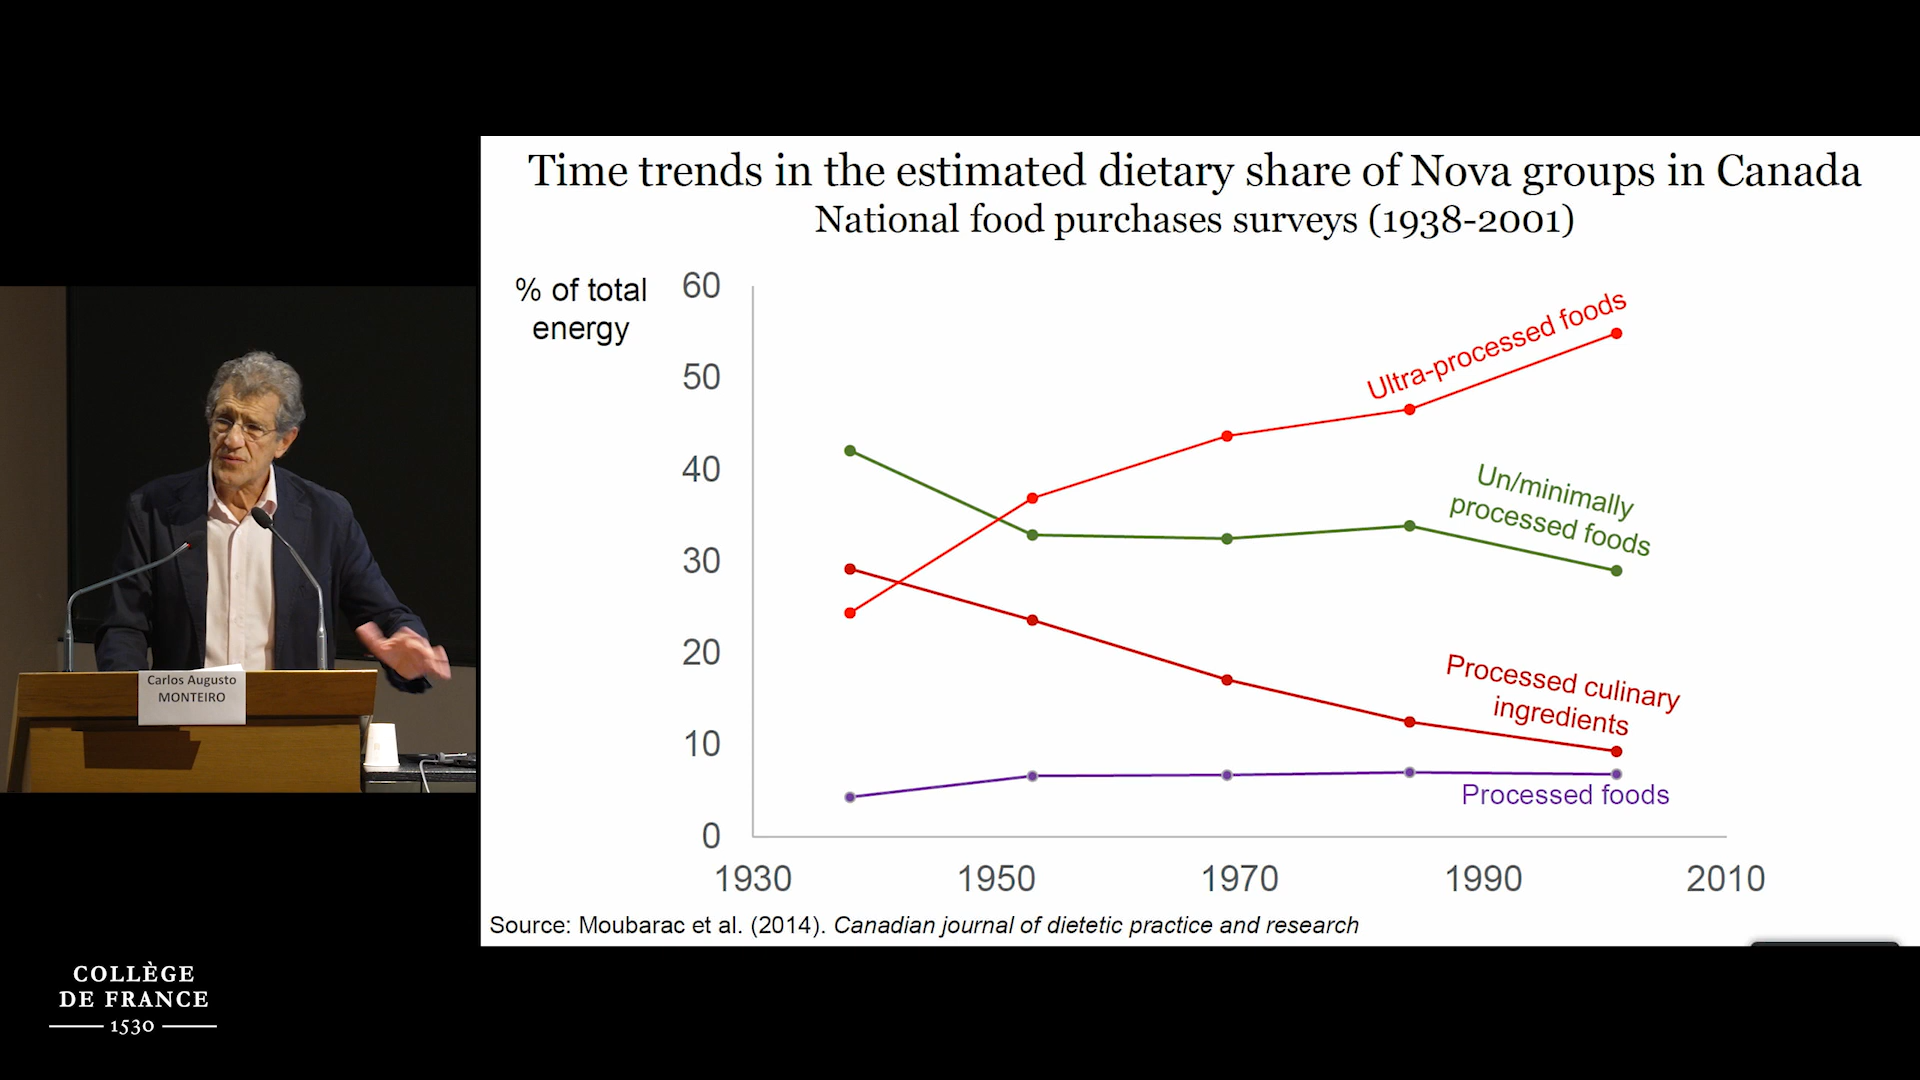 Time trends in the estimated dietary share of Nova groups in Canada
National food purchases surveys (1938-2001)
% of total
energy
60
50
40
30
20
10
0
Ultra-processed foods
Un/minimally
processed foods
Processed culinary
ingredients
Processed foods
1930
1950
1970
1990
2010
Source: Moubarac et al. (2014). Canadian journal of dietetic practice and research
Carlos Augusto
MONTEIRO
COLLÈGE
DE FRANCE
1530